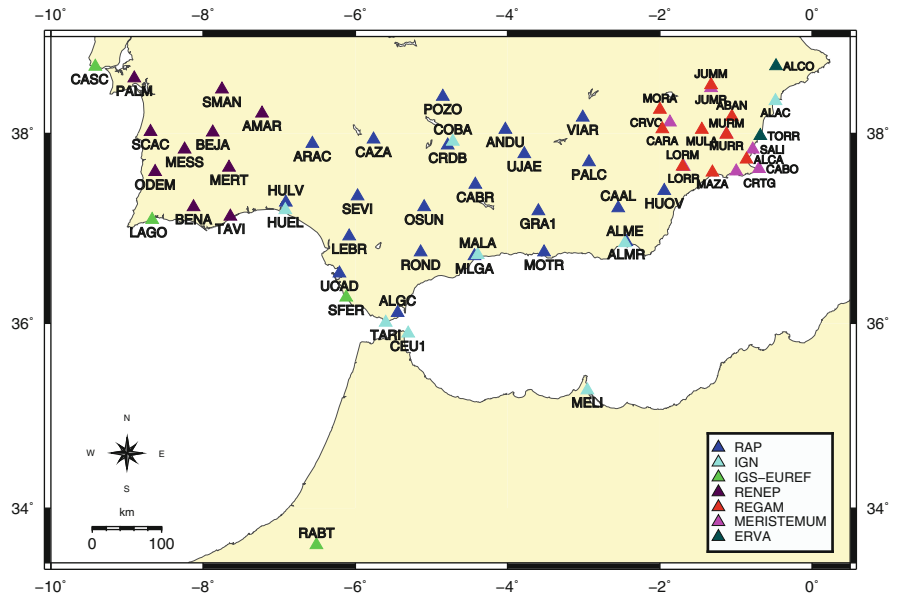 −10˚ −8˚ −6˚ −4˚ −2˚ 0˚
CASC
PALM
SMAN
AMAR
SCAC
BEJA
MESS
ODEM
MERT
LAGO
BENA
TAVI
HULV
HUEL
ARAC
CAZA
POZO
COBA
CRDB
ANDU
UJAE
VIAR
PALC
CABR
SEVI
OSUN
GRA1
CAAL
HUOV
LEBR
ROND
MALA
MLGA
MOTR
ALME
ALMR
UCAD
SFER
ALGC
TARI
CEU1
MELI
RABT
JUMM
JUMR
ABAN
MORA
CRVC
CARA
MULA
MURM
MURR
LORM
LORR
MAZA
CRTG
ALCO
ALAC
TORR
SALI
ALCA
CABO
38˚ 38˚
36˚ 36˚
34˚ 34˚
N
W E
S
km
0 100
RAP
IGN
IGS−EUREF
RENEP
REGAM
MERISTEMUM
ERVA
−10˚ −8˚ −6˚ −4˚ −2˚ 0˚